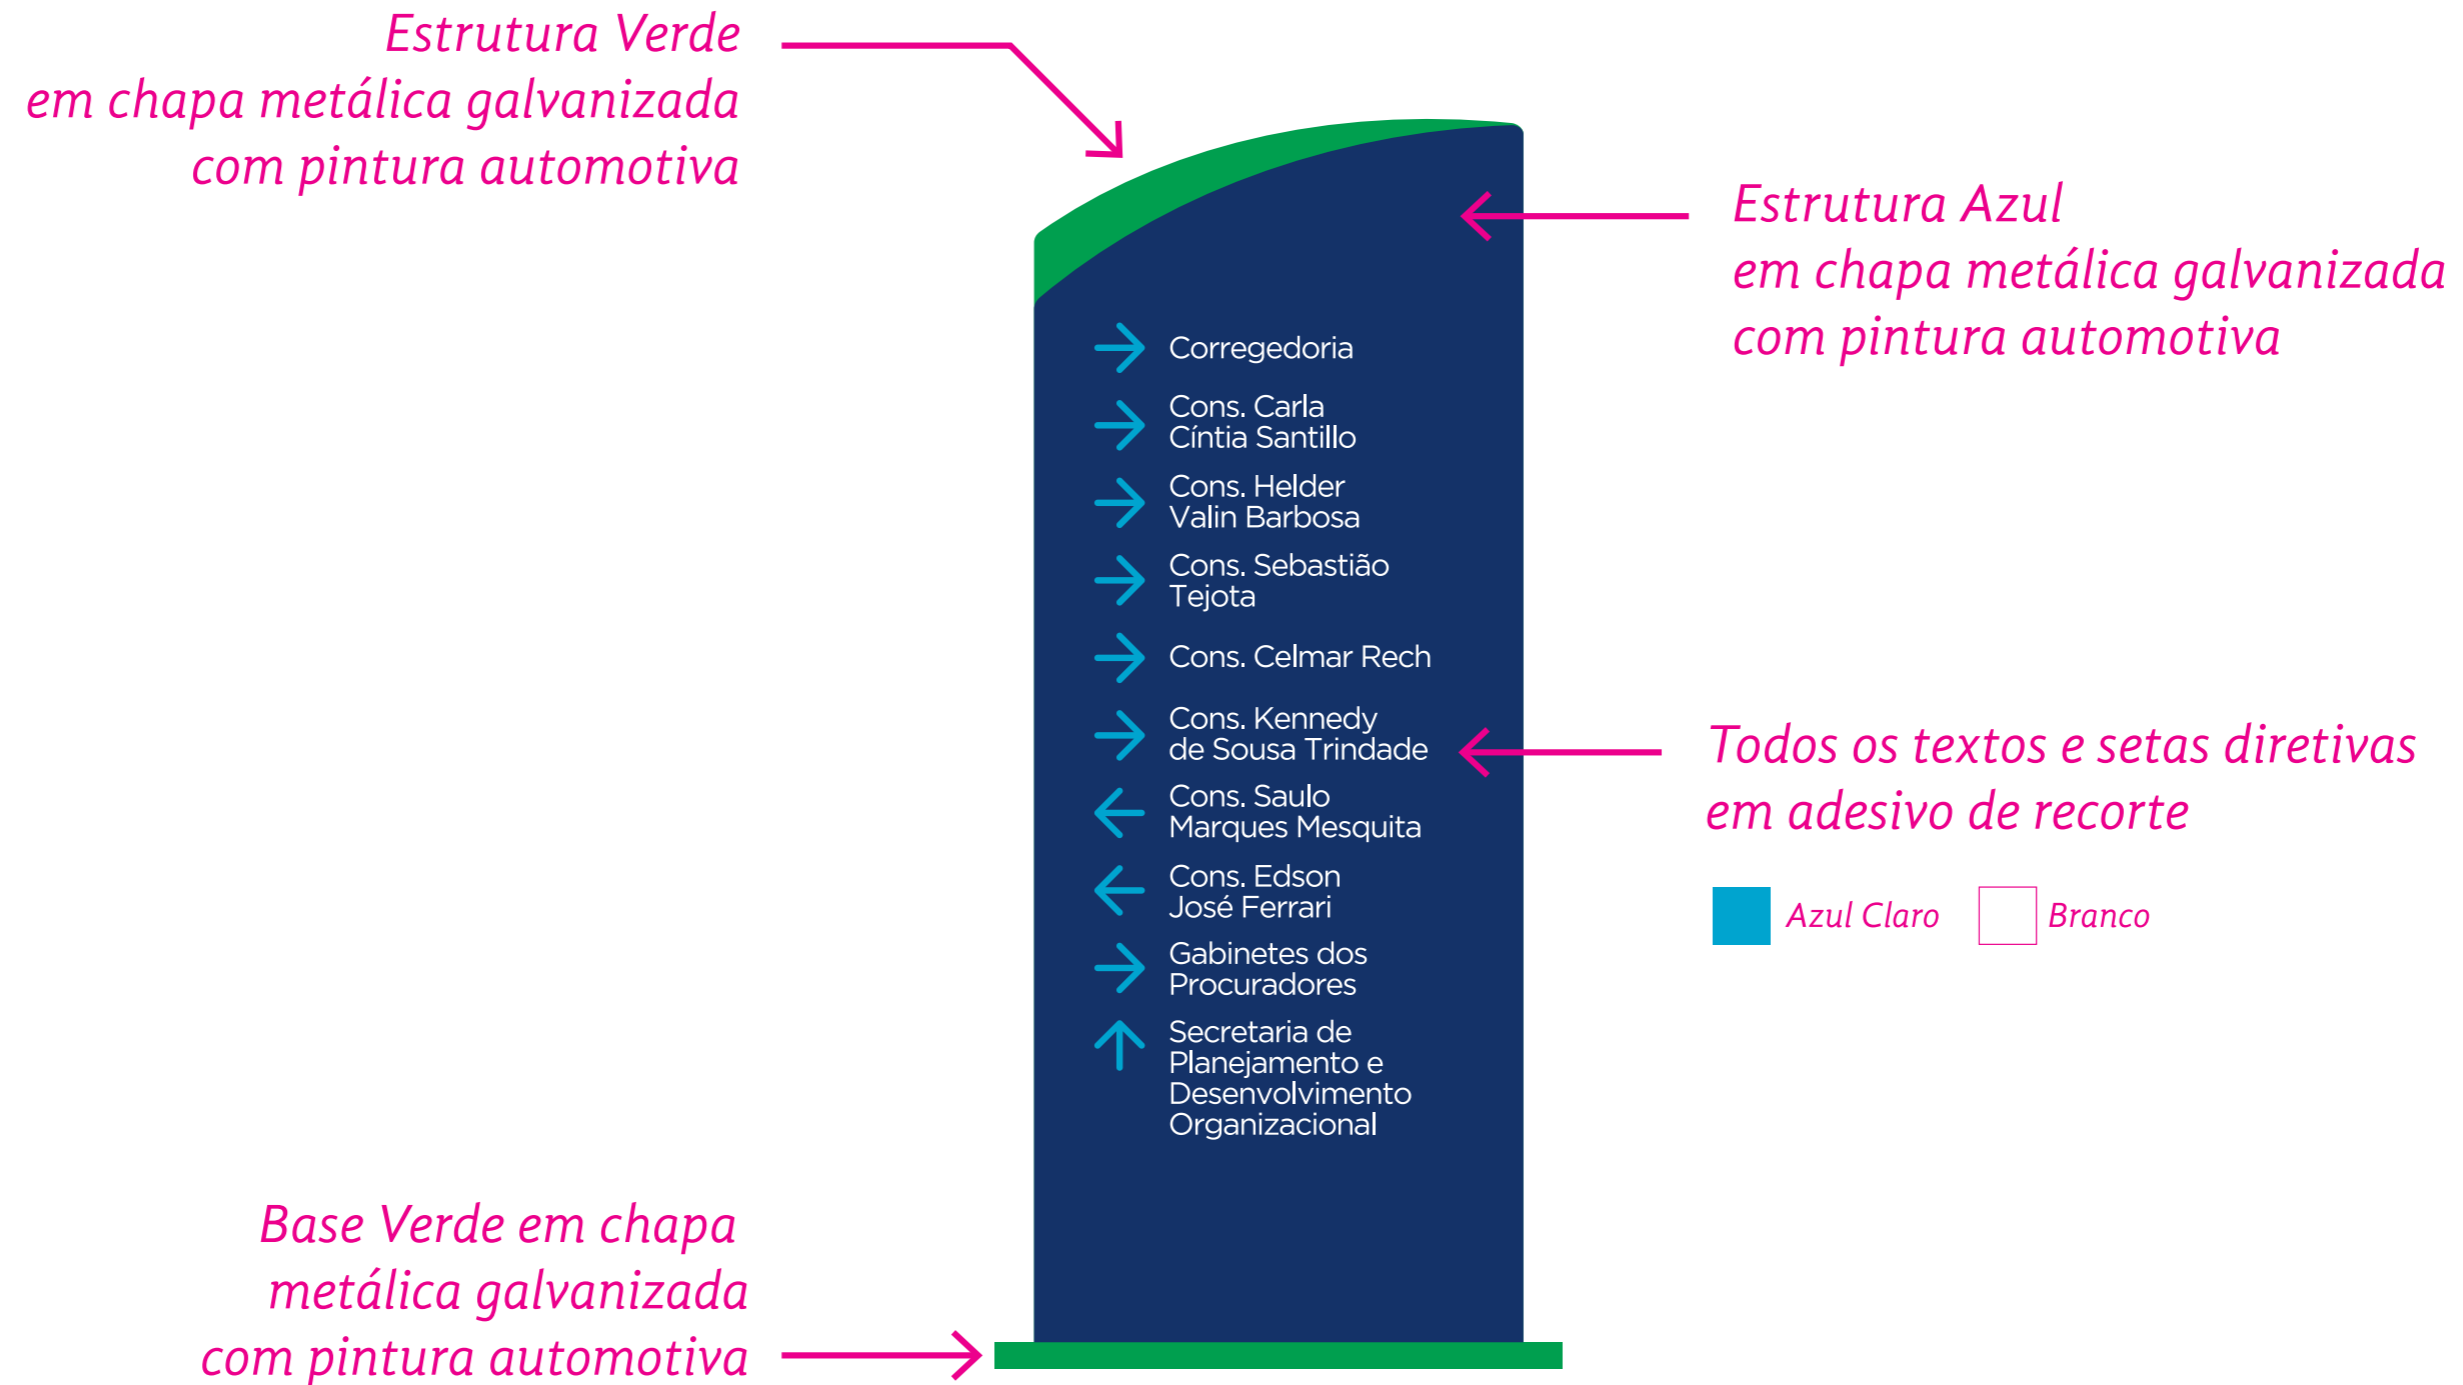 Estrutura Verde
em chapa metálica galvanizada
com pintura automotiva
Estrutura Azul
em chapa metálica galvanizada
com pintura automotiva
Corregedoria
Cons. Carla
Cíntia Santillo
Cons. Helder
Valin Barbosa
Cons. Sebastião
Tejota
Cons. Celmar Rech
Cons. Kennedy
de Sousa Trindade
Cons. Saulo
Marques Mesquita
Cons. Edson
José Ferrari
Gabinetes dos
Procuradores
Secretaria de
Planejamento e
Desenvolvimento
Organizacional
Todos os textos e setas diretivas
em adesivo de recorte
Azul Claro
Branco
Base Verde em chapa
metálica galvanizada
com pintura automotiva